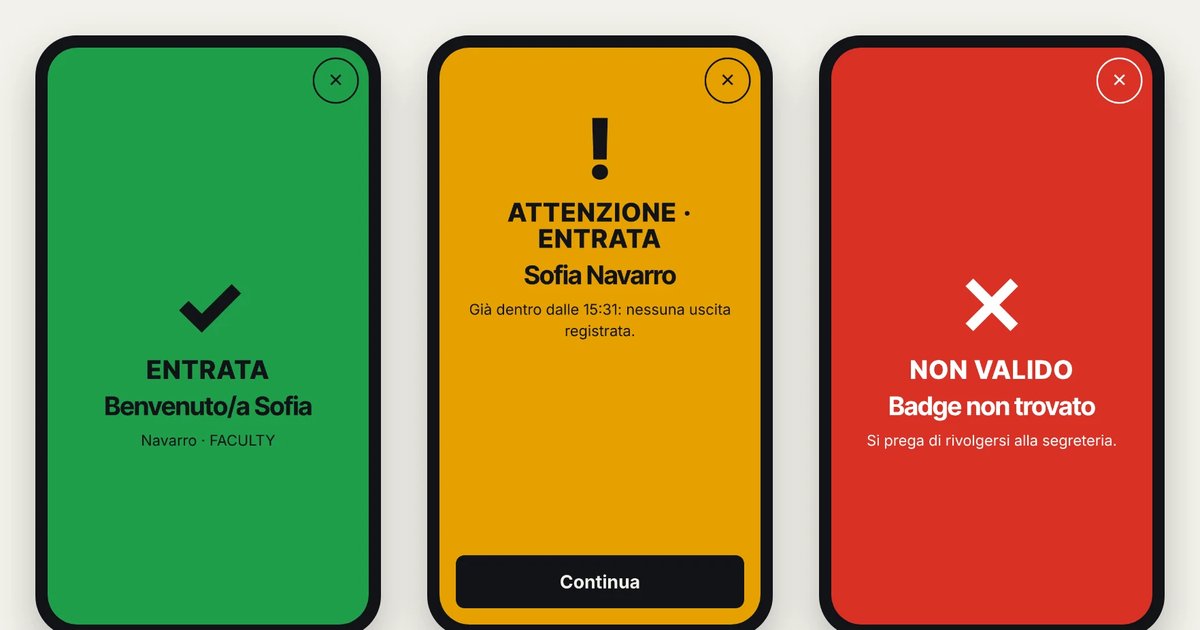 ENTRATA
Benvenuto/a Sofia
Navarro · FACULTY
!
ATTENZIONE ·
ENTRATA
Sofia Navarro
Già dentro dalle 15:31: nessuna uscita
registrata.
Continua
NON VALIDO
Badge non trovato
Si prega di rivolgersi alla segreteria.